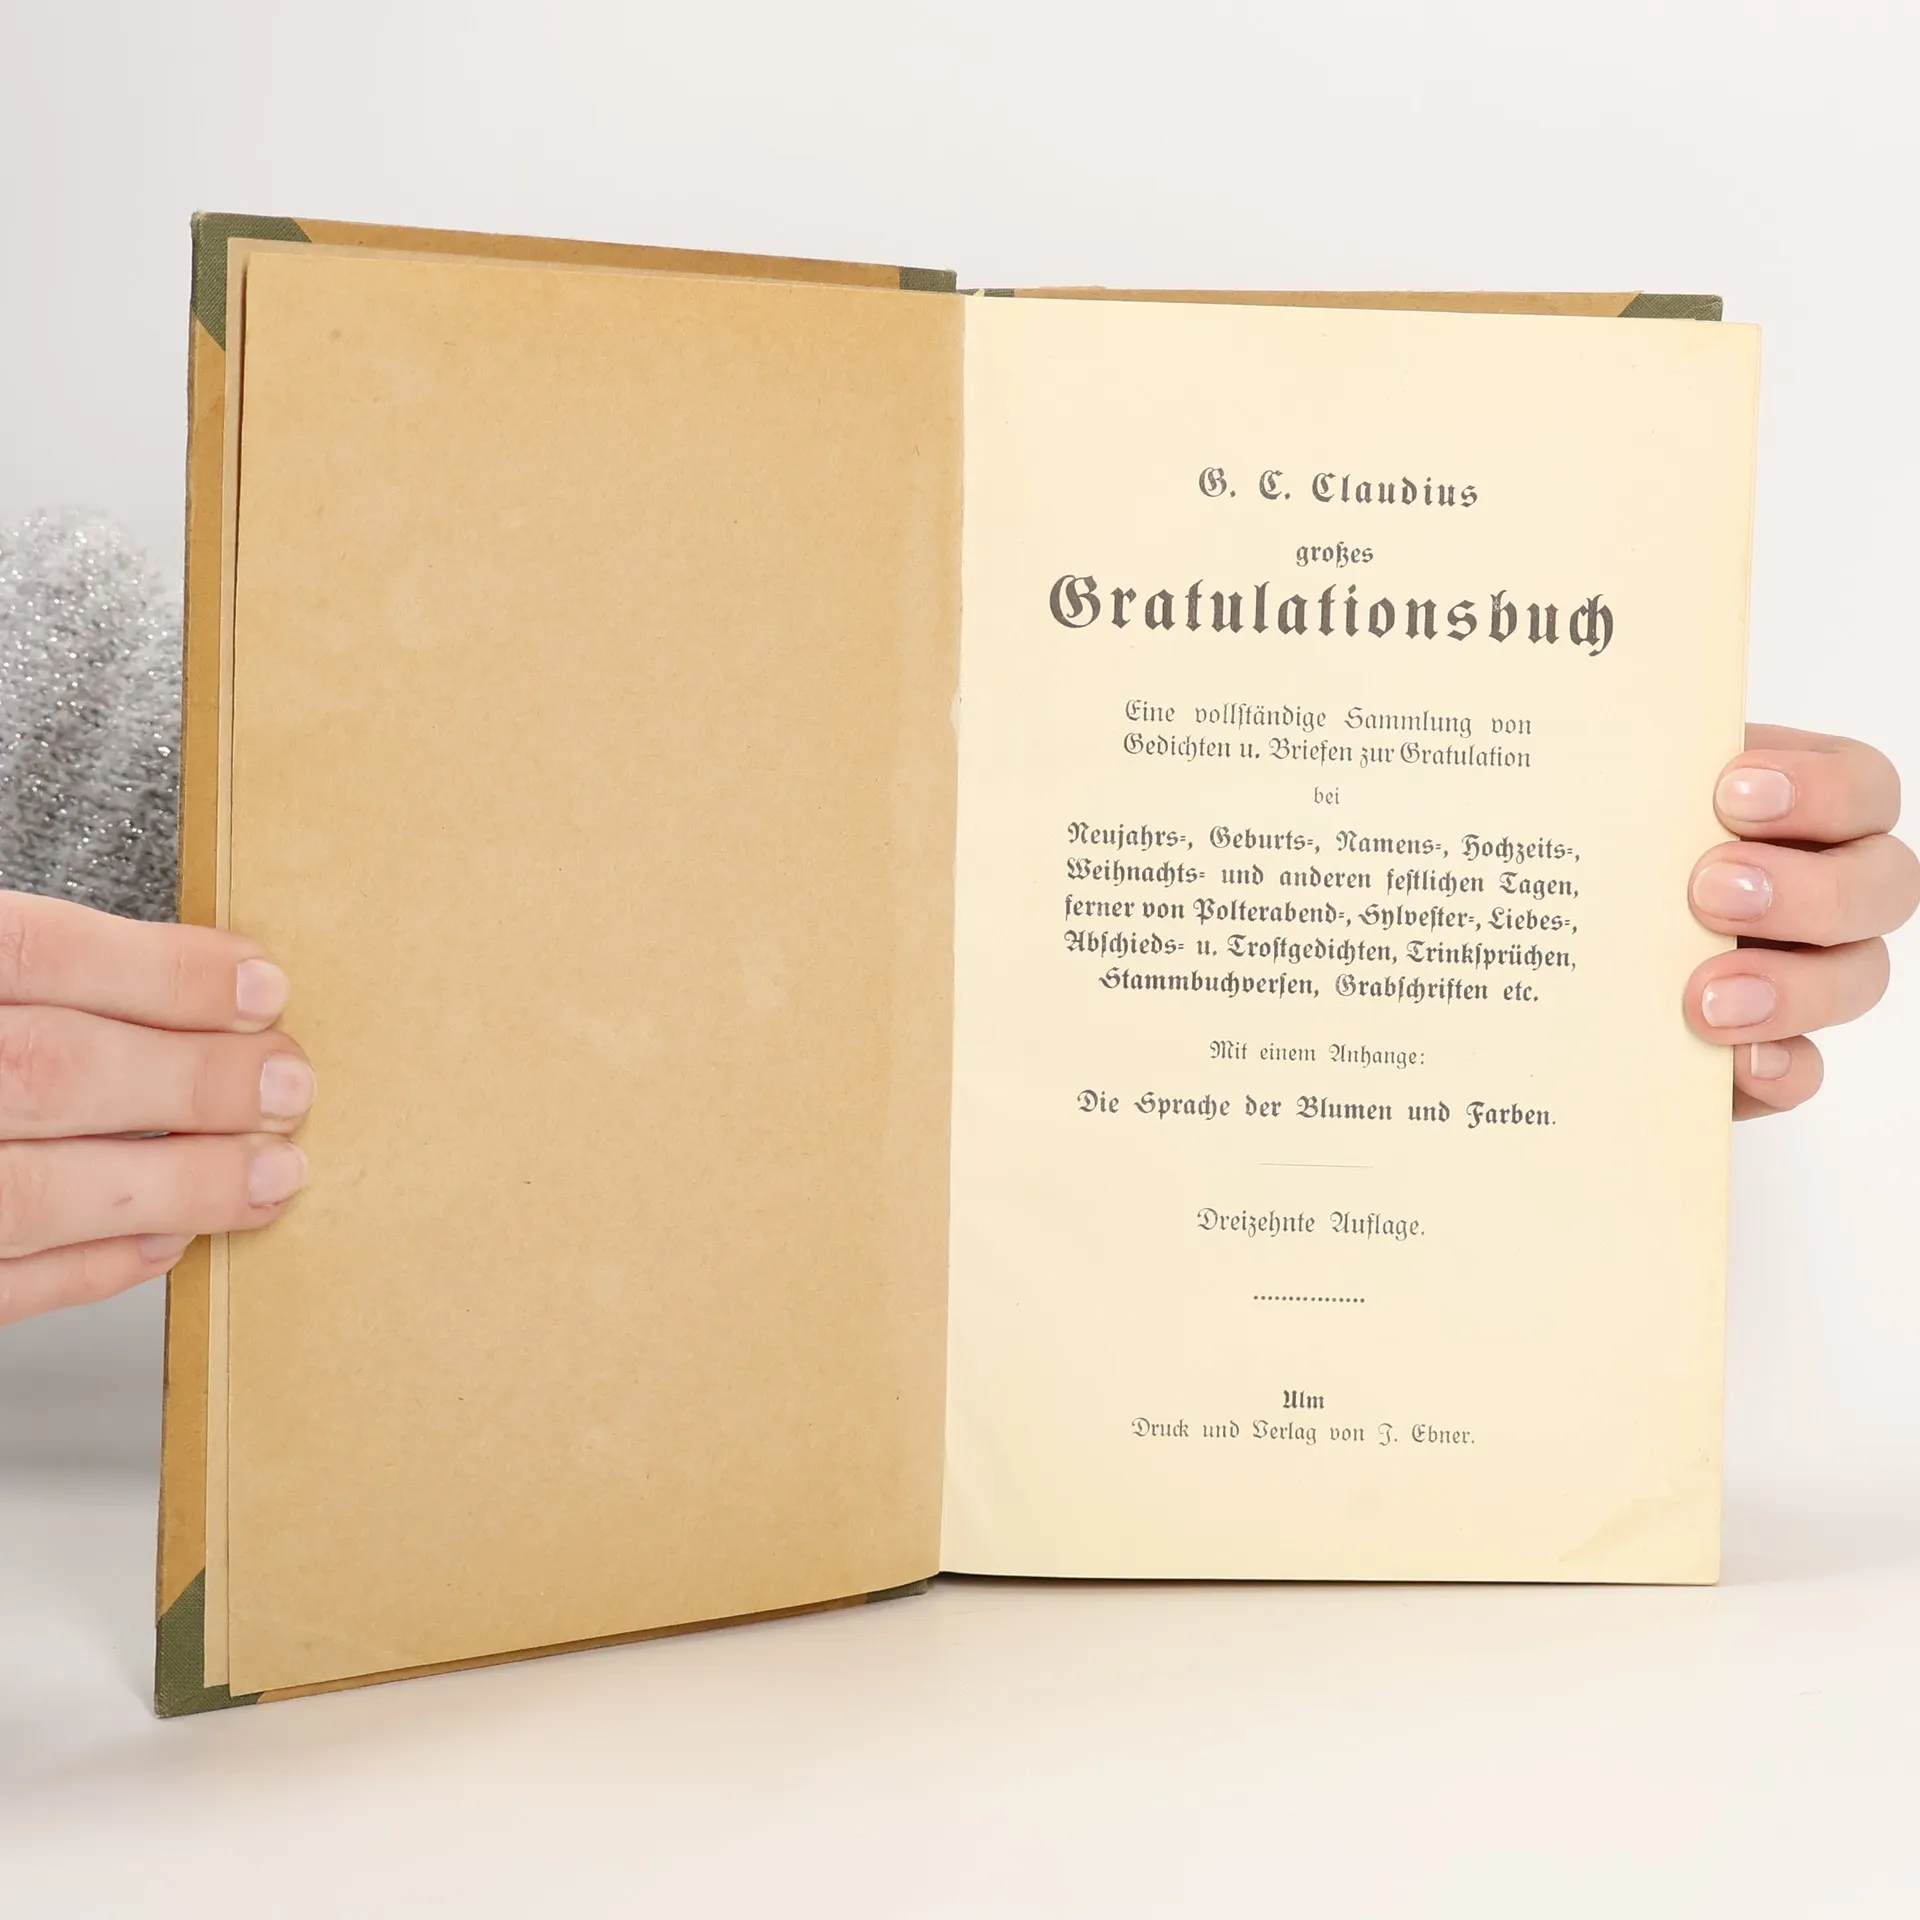 G. C. Claudius
großes
Gratulationsbuch
Eine vollſtändige Sammlung von
Gedichten u. Briefen zur Gratulation
bei
Neujahrs-, Geburts-, Namens-, Hochzeits-,
Weihnachts- und anderen feſtlichen Tagen,
ferner von Polterabend-, Sylveſter-, Liebes-,
Abſchieds- u. Troſtgedichten, Trinkſprüchen,
Stammbuchverſen, Grabſchriften etc.
Mit einem Anhange:
Die Sprache der Blumen und Farben.
Dreizehnte Auflage.
Ulm
Druck und Verlag von J. Ebner.